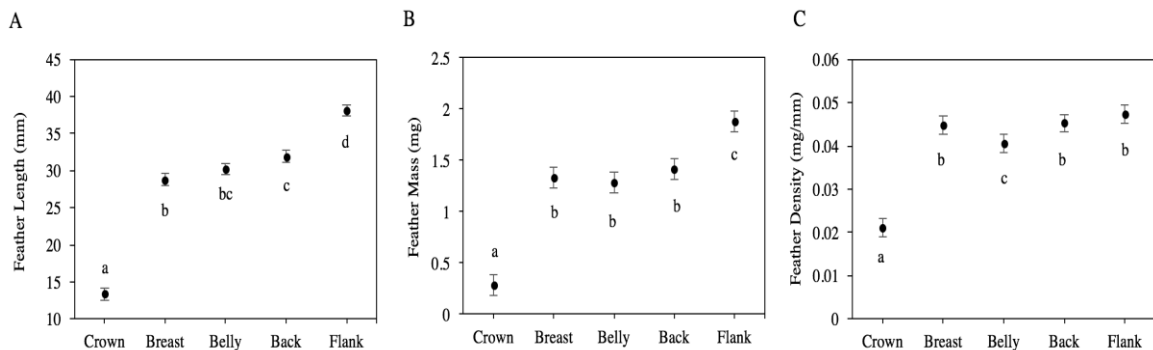 A
Feather Length (mm)
45
40
35
30
25
20
15
10
a
b
bc
c
d
Crown Breast Belly Back Flank
B
Feather Mass (mg)
2.5
2
1.5
1
0.5
0
a
b
b
b
c
Crown Breast Belly Back Flank
C
Feather Density (mg/mm)
0.06
0.05
0.04
0.03
0.02
0.01
0
a
b
c
b
b
Crown Breast Belly Back Flank